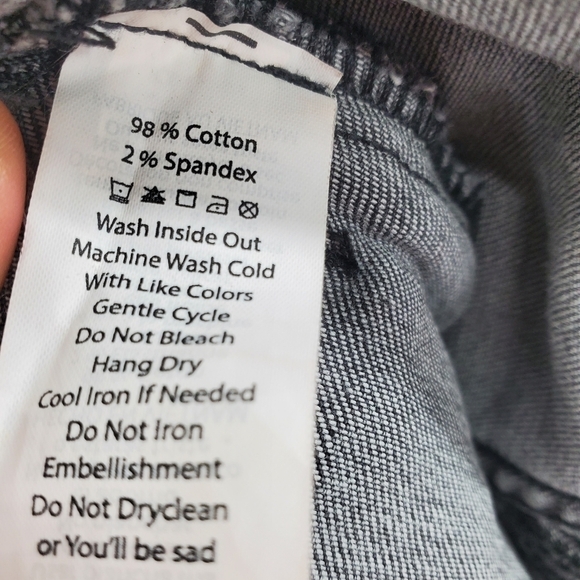 98 % Cotton
2 % Spandex
Wash Inside Out
Machine Wash Cold
With Like Colors
Gentle Cycle
Do Not Bleach
Hang Dry
Cool Iron If Needed
Do Not Iron
Embellishment
Do Not Dryclean
or You'll be sad